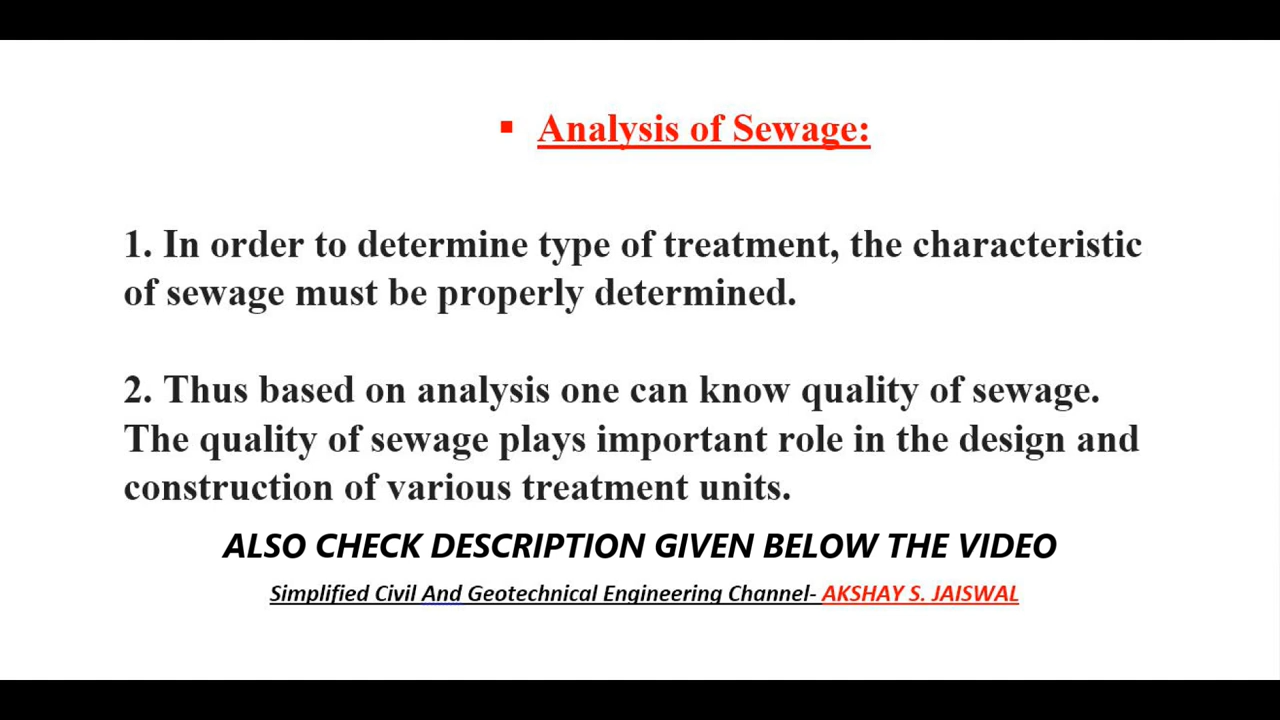 ▪ Analysis of Sewage:
1. In order to determine type of treatment, the characteristic
of sewage must be properly determined.
2. Thus based on analysis one can know quality of sewage.
The quality of sewage plays important role in the design and
construction of various treatment units.
ALSO CHECK DESCRIPTION GIVEN BELOW THE VIDEO
Simplified Civil And Geotechnical Engineering Channel- AKSHAY S. JAISWAL